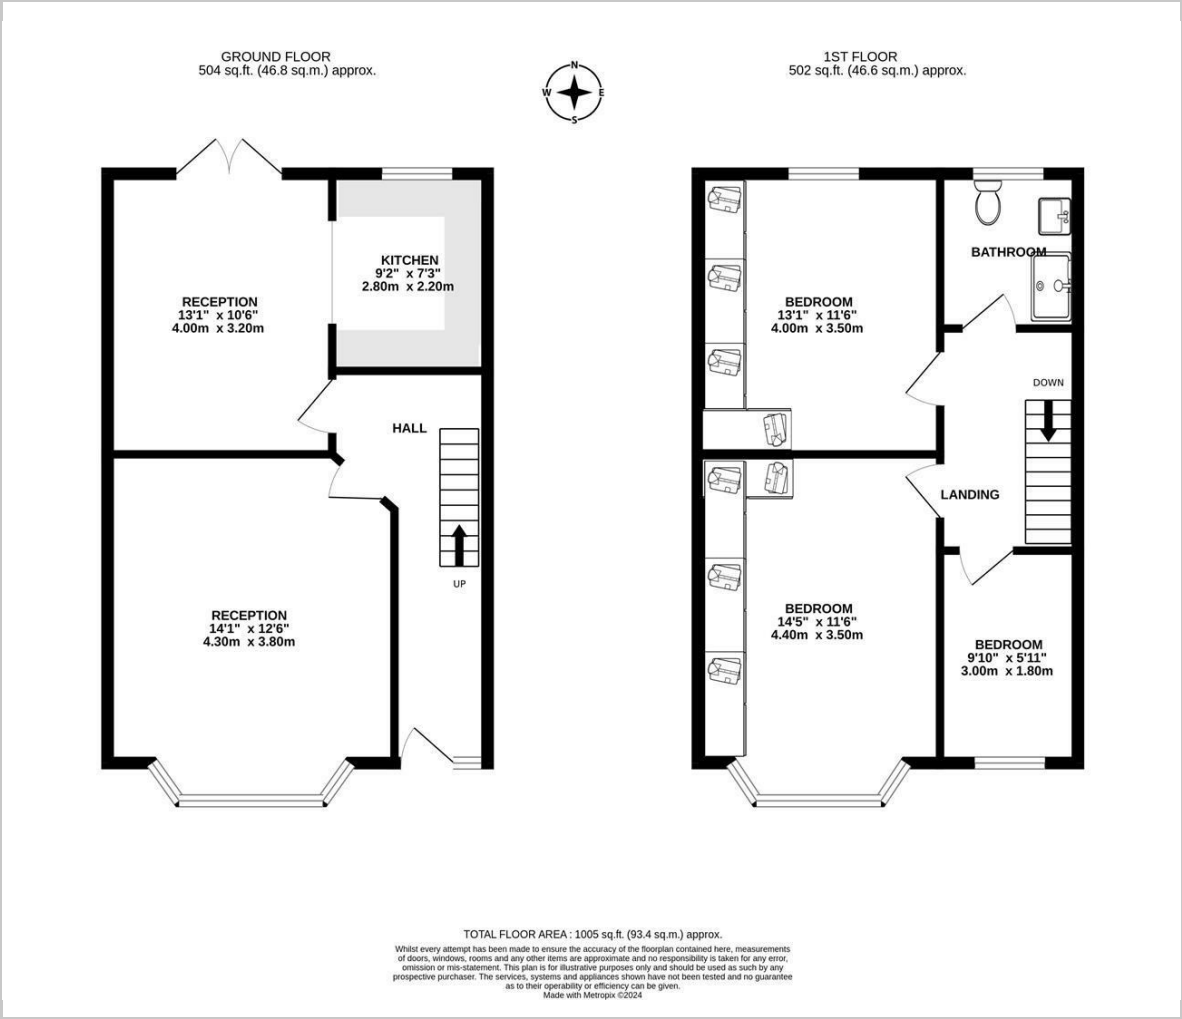 GROUND FLOOR
504 sq.ft. (46.8 sq.m.) approx.
1ST FLOOR
502 sq.ft. (46.6 sq.m.) approx.
N
W
E
S
KITCHEN
9'2" x 7'3"
2.80m x 2.20m
RECEPTION
13'1" x 10'6"
4.00m x 3.20m
HALL
UP
RECEPTION
14'1" x 12'6"
4.30m x 3.80m
BATHROOM
BEDROOM
13'1" x 11'6"
4.00m x 3.50m
DOWN
LANDING
BEDROOM
14'5" x 11'6"
4.40m x 3.50m
BEDROOM
9'10" x 5'11"
3.00m x 1.80m
TOTAL FLOOR AREA : 1005 sq.ft. (93.4 sq.m.) approx.
Whilst every attempt has been made to ensure the accuracy of the floorplan contained here, measurements
of doors, windows, rooms and any other items are approximate and no responsibility is taken for any error,
omission or mis-statement. This plan is for illustrative purposes only and should be used as such by any
prospective purchaser. The services, systems and appliances shown have not been tested and no guarantee
as to their operability or efficiency can be given.
Made with Metropix ©2024